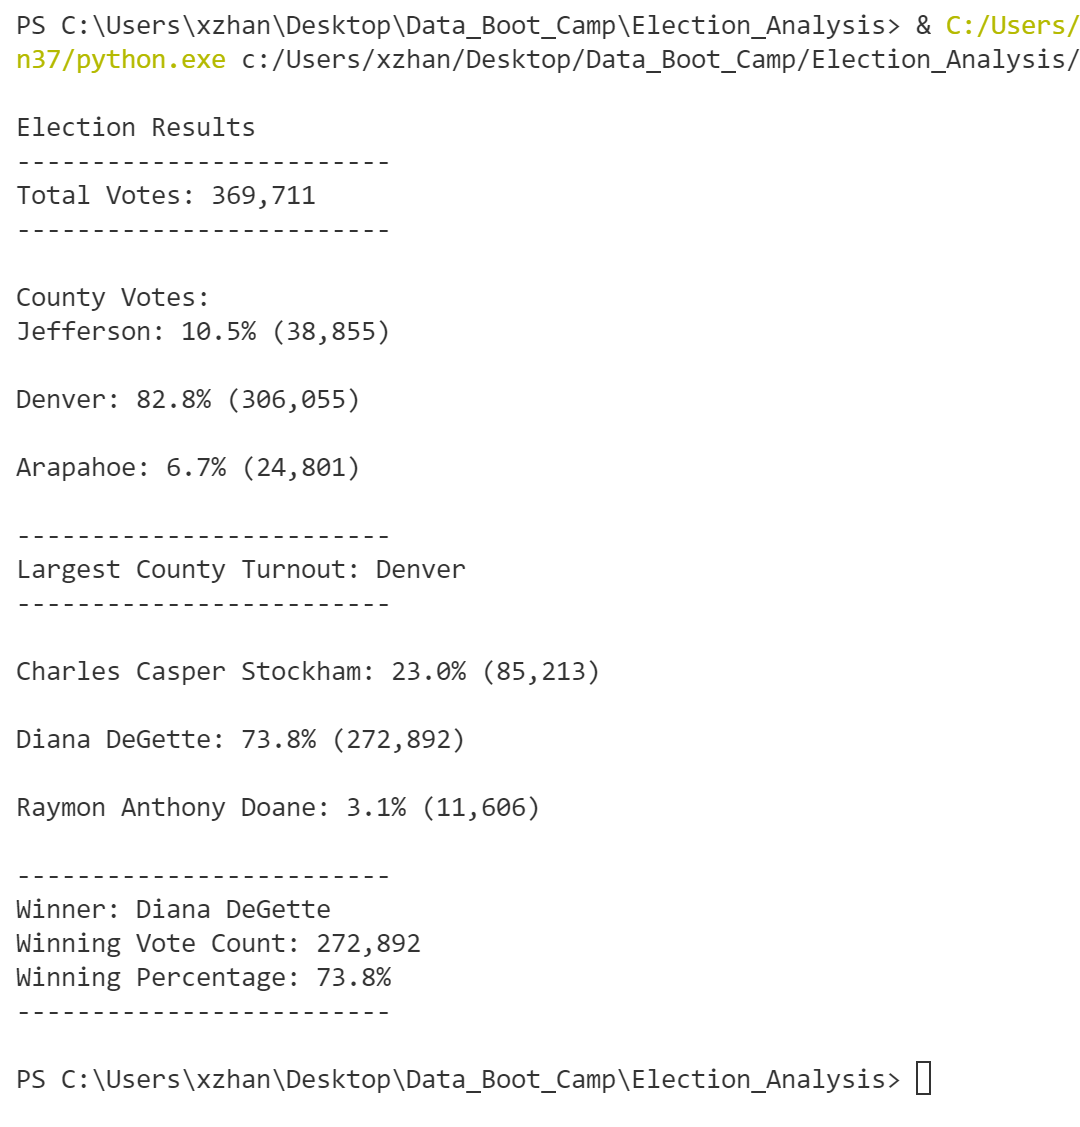 PS C:\Users\xzhan\Desktop\Data_Boot_Camp\Election_Analysis> & C:/Users/
n37/python.exe c:/Users/xzhan/Desktop/Data_Boot_Camp/Election_Analysis/
Election Results
-------------------------
Total Votes: 369,711
-------------------------
County Votes:
Jefferson: 10.5% (38,855)
Denver: 82.8% (306,055)
Arapahoe: 6.7% (24,801)
-------------------------
Largest County Turnout: Denver
-------------------------
Charles Casper Stockham: 23.0% (85,213)
Diana DeGette: 73.8% (272,892)
Raymon Anthony Doane: 3.1% (11,606)
-------------------------
Winner: Diana DeGette
Winning Vote Count: 272,892
Winning Percentage: 73.8%
-------------------------
PS C:\Users\xzhan\Desktop\Data_Boot_Camp\Election_Analysis>